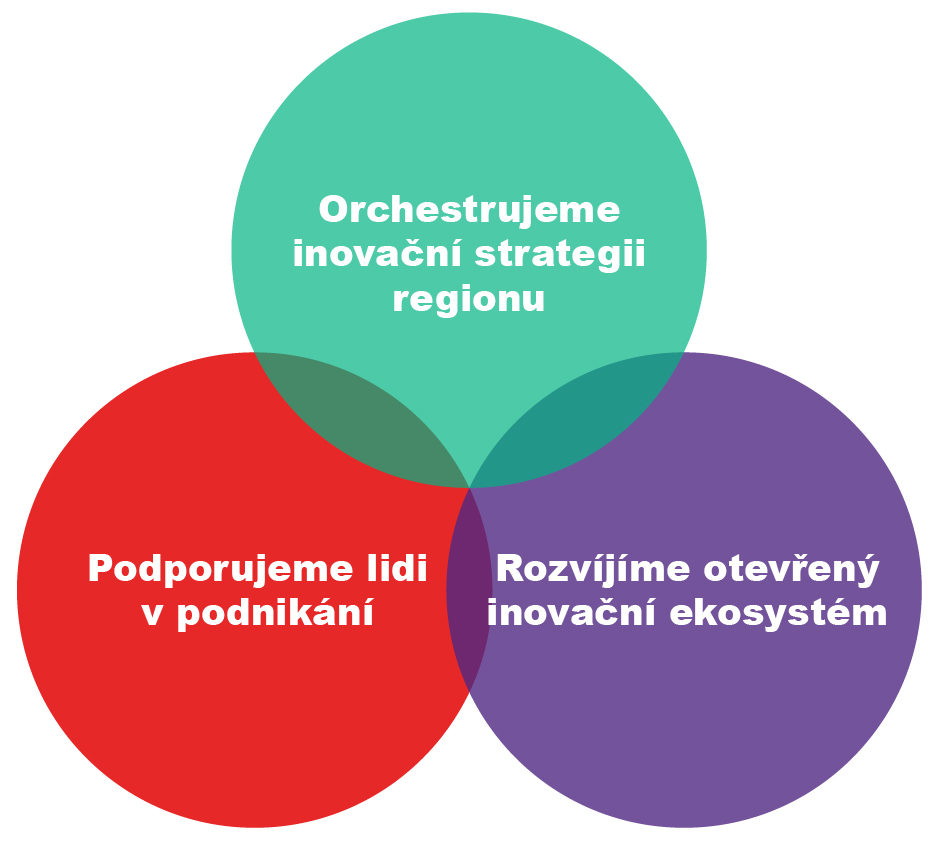 Orchestrujeme
inovační strategii
regionu
Podporujeme lidi
v podnikání
Rozvíjíme otevřený
inovační ekosystém